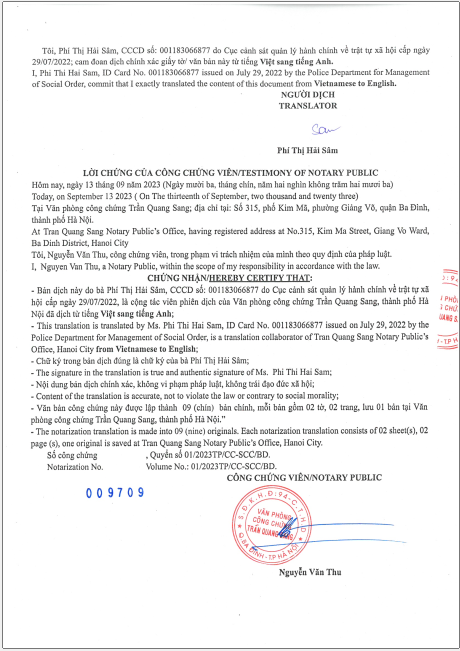 Tôi, Phí Thị Hải Sâm, CCCD số: 001183066877 do Cục cảnh sát quản lý hành chính về trật tự xã hội cấp ngày
29/07/2022; cam đoan dịch chính xác giấy tờ/ văn bản này từ tiếng Việt sang tiếng Anh.
I, Phi Thi Hai Sam, ID Card No. 001183066877 issued on July 29, 2022 by the Police Department for Management
of Social Order, commit that I exactly translated the content of this document from Vietnamese to English.
NGƯỜI DỊCH
TRANSLATOR
Sam
Phí Thị Hải Sâm
LỜI CHỨNG CỦA CÔNG CHỨNG VIÊN/TESTIMONY OF NOTARY PUBLIC
Hôm nay, ngày 13 tháng 09 năm 2023 (Ngày mười ba, tháng chín, năm hai nghìn không trăm hai mươi ba)
Today, on September 13 2023 ( On The thirteenth of September, two thousand and twenty three)
Tại Văn phòng công chứng Trần Quang Sang; địa chỉ tại: Số 315, phố Kim Mã, phường Giảng Võ, quận Ba Đình,
thành phố Hà Nội.
At Tran Quang Sang Notary Public's Office, having registered address at No.315, Kim Ma Street, Giang Vo Ward,
Ba Dinh District, Hanoi City
Tôi, Nguyễn Văn Thu, công chứng viên, trong phạm vi trách nhiệm của mình theo quy định của pháp luật.
I, Nguyen Van Thu, a Notary Public, within the scope of my responsibility in accordance with the law.
CHỨNG NHẬN/HEREBY CERTIFY THAT:
- Bản dịch này do bà Phí Thị Hải Sâm, CCCD số: 001183066877 do Cục cảnh sát quản lý hành chính về trật tự xã
hội cấp ngày 29/07/2022, là cộng tác viên phiên dịch của Văn phòng công chứng Trần Quang Sang, thành phố Hà
Nội đã dịch từ tiếng Việt sang tiếng Anh;
- This translation is translated by Ms. Phi Thi Hai Sam, ID Card No. 001183066877 issued on July 29, 2022 by the
Police Department for Management of Social Order, is a translation collaborator of Tran Quang Sang Notary Public's
Office, Hanoi City from Vietnamese to English;
- Chữ ký trong bản dịch đúng là chữ ký của bà Phí Thị Hải Sâm;
- The signature in the translation is true and authentic signature of Ms. Phi Thi Hai Sam;
- Nội dung bản dịch chính xác, không vi phạm pháp luật, không trái đạo đức xã hội;
- Content of the translation is accurate, not to violate the law or contrary to social morality;
- Văn bản công chứng này được lập thành 09 (chín) bản chính, mỗi bản gồm 02 tờ, 02 trang, lưu 01 bản tại Văn
phòng công chứng Trần Quang Sang, thành phố Hà Nội."
- The notarization translation is made into 09 (nine) originals. Each notarization translation consists of 02 sheet(s), 02
page (s), one original is saved at Tran Quang Sang Notary Public's Office, Hanoi City.
Số công chứng , Quyển số 01/2023TP/CC-SCC/BD.
Notarization No. Volume No.: 01/2023TP/CC-SCC/BD.
CÔNG CHỨNG VIÊN/NOTARY PUBLIC
009709
S.Đ.K.H.Đ: 94-C.T.H.D
VĂN PHÒNG
CÔNG CHỨNG
TRẦN QUANG SANG
Q.BA ĐÌNH-T.P HÀ NỘI
Nguyễn Văn Thu